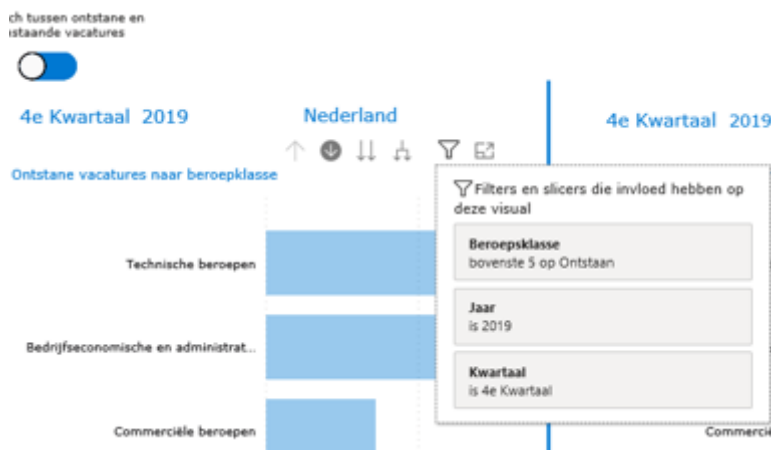 ch tussen ontstane en
staande vacatures
4e Kwartaal 2019
Nederland
4e Kwartaal 2019
Ontstane vacatures naar beroepklasse
Filters en slicers die invloed hebben op
deze visual
Beroepsklasse
bovenste 5 op Ontstaan
Jaar
is 2019
Kwartaal
is 4e Kwartaal
Technische beroepen
Bedrijfseconomische en administrat...
Commerciële beroepen
Commercië